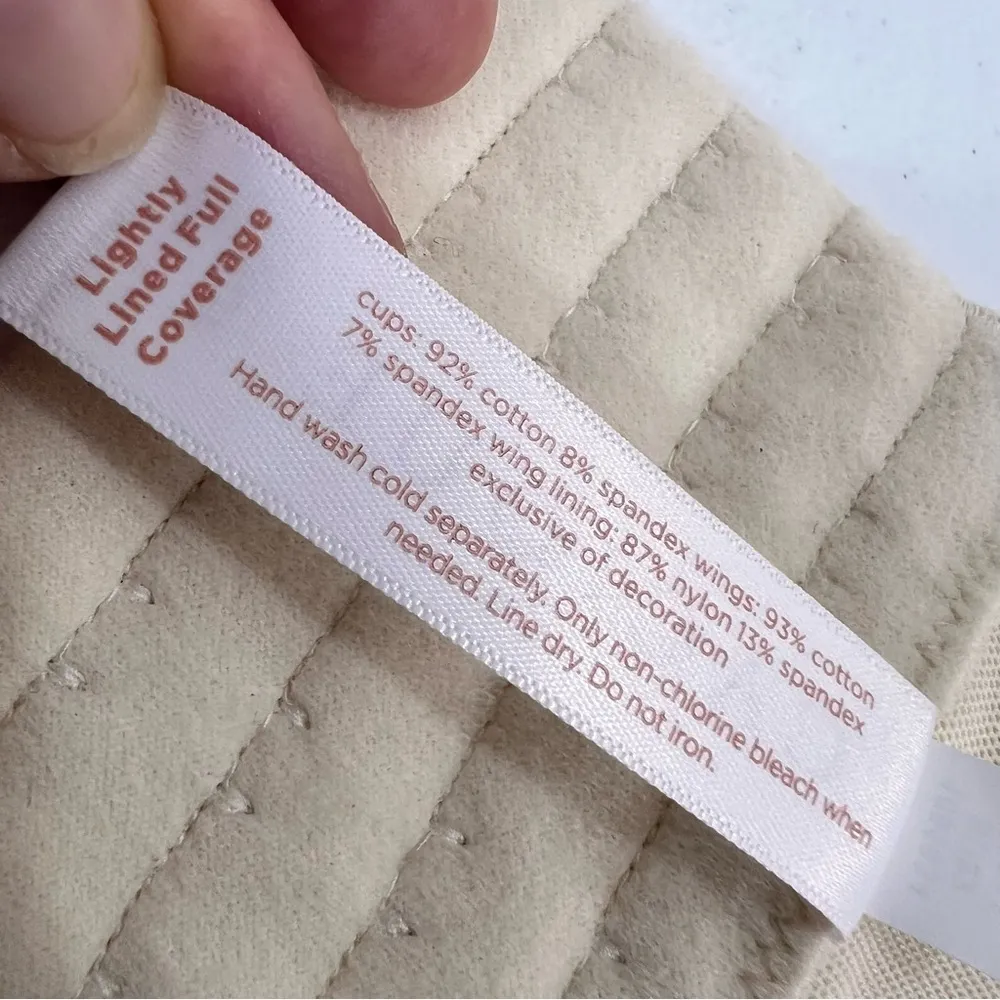 Lightly
Lined Full
Coverage
cups: 92% cotton 8% spandex wings: 93% cotton
7% spandex wing lining: 87% nylon 13% spandex
exclusive of decoration
Hand wash cold separately. Only non-chlorine bleach when
needed. Line dry. Do not iron.